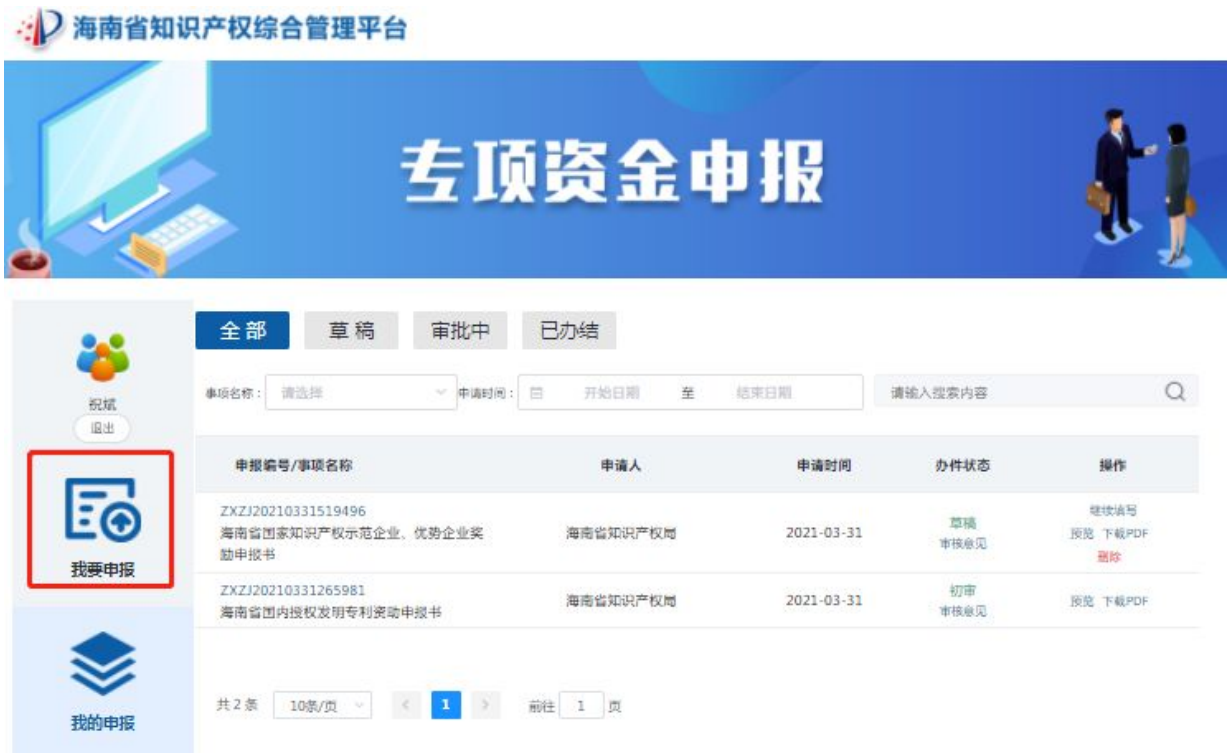 海南省知识产权综合管理平台
专项资金申报
祝斌
退出
我要申报
我的申报
全部 草稿 审批中 已办结
事项名称： 请选择 申请时间： 开始日期 至 结束日期 请输入搜索内容
申报编号/事项名称 申请人 申请时间 办件状态 操作
ZXZJ20210331519496
海南省国家知识产权示范企业、优势企业奖
励申报书
海南省知识产权局 2021-03-31
草稿
审核意见
继续填写
预览 下载PDF
删除
ZXZJ20210331265981
海南省国内授权发明专利资助申报书
海南省知识产权局 2021-03-31
初审
审核意见
预览 下载PDF
共 2 条 10条/页 < 1 > 前往 1 页